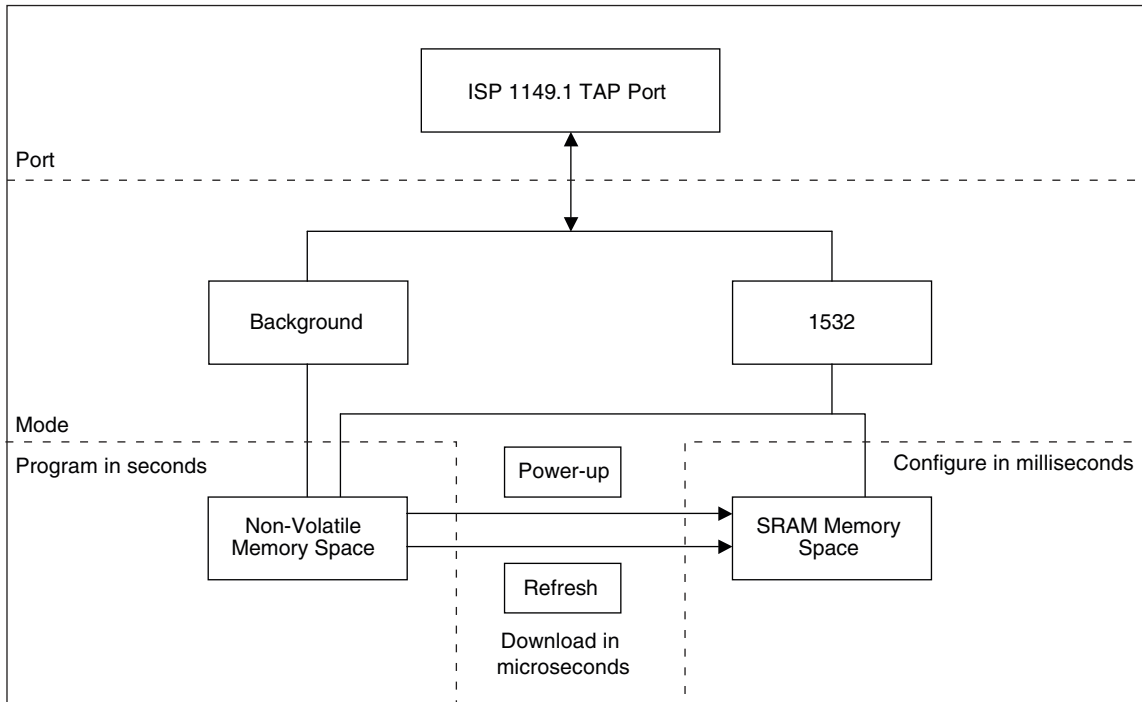 ISP 1149.1 TAP Port
Port
Background
1532
Mode
Program in seconds
Power-up
Configure in milliseconds
Non-Volatile
Memory Space
SRAM Memory
Space
Refresh
Download in
microseconds